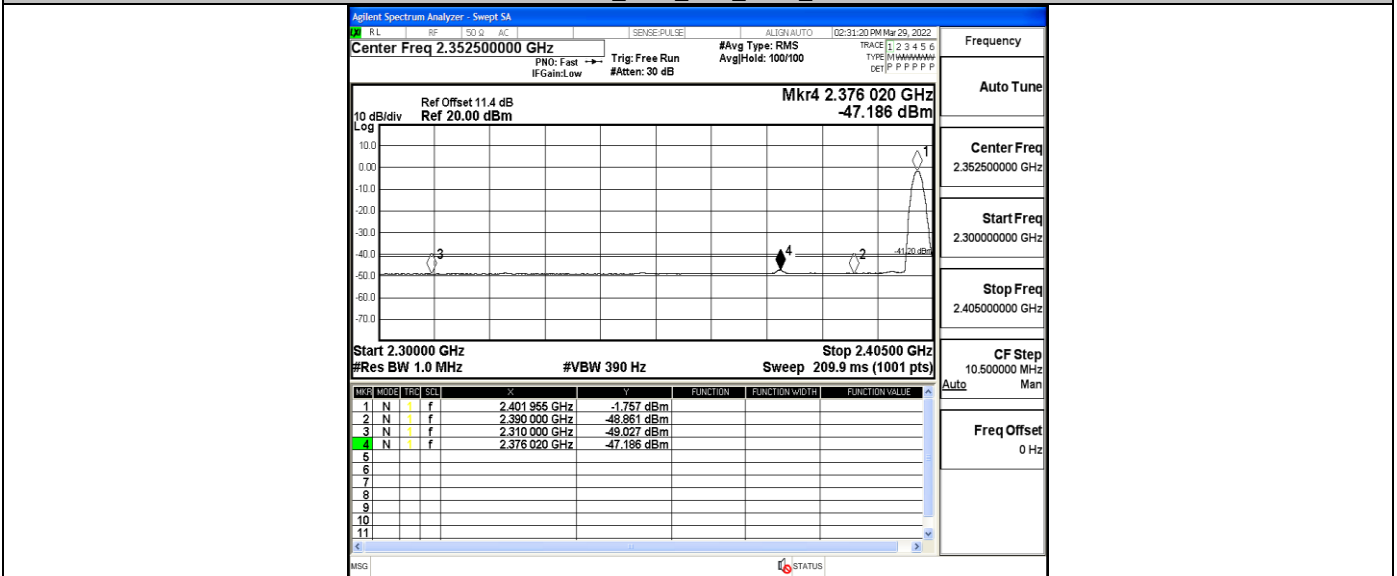 Agilent Spectrum Analyzer - Swept SA
LXI RL RF 50 Ω AC SENSE:PULSE ALIGN AUTO 02:31:20 PM Mar 29, 2022
Center Freq 2.352500000 GHz
PNO: Fast
IFGain:Low
Trig: Free Run
#Atten: 30 dB
#Avg Type: RMS
Avg|Hold: 100/100
TRACE 1 2 3 4 5 6
TYPE M
DET P P P P P P
Mkr4 2.376 020 GHz
-47.186 dBm
Ref Offset 11.4 dB
10 dB/div Ref 20.00 dBm
Log
10.0
0.00
-10.0
-20.0
-30.0
-40.0
-50.0
-60.0
-70.0
1
2
3
4
-41.20 dBm
Start 2.30000 GHz Stop 2.40500 GHz
#Res BW 1.0 MHz #VBW 390 Hz Sweep 209.9 ms (1001 pts)
MKR MODE TRC SCL X Y FUNCTION FUNCTION WIDTH FUNCTION VALUE
1 N 1 f 2.401 955 GHz -1.757 dBm
2 N 1 f 2.390 000 GHz -48.861 dBm
3 N 1 f 2.310 000 GHz -49.027 dBm
4 N 1 f 2.376 020 GHz -47.186 dBm
5
6
7
8
9
10
11
MSG STATUS
Frequency
Auto Tune
Center Freq
2.352500000 GHz
Start Freq
2.300000000 GHz
Stop Freq
2.405000000 GHz
CF Step
10.500000 MHz
Auto Man
Freq Offset
0 Hz